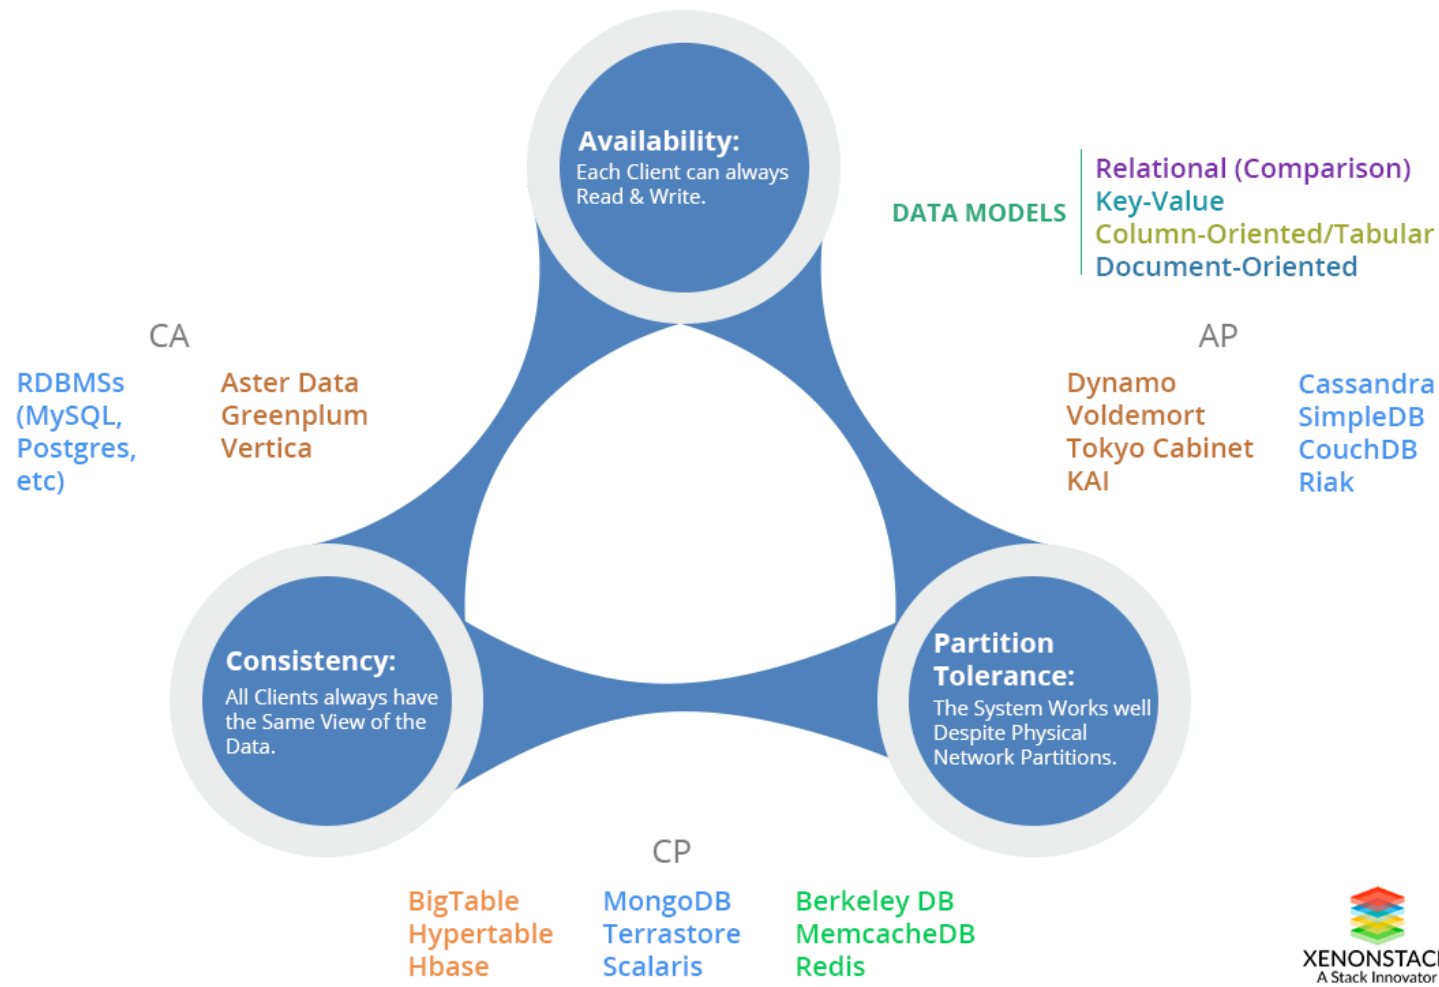 Availability:
Each Client can always
Read & Write.
DATA MODELS
Relational (Comparison)
Key-Value
Column-Oriented/Tabular
Document-Oriented
CA
RDBMSs
(MySQL,
Postgres,
etc)
Aster Data
Greenplum
Vertica
AP
Dynamo
Voldemort
Tokyo Cabinet
KAI
Cassandra
SimpleDB
CouchDB
Riak
Consistency:
All Clients always have
the Same View of the
Data.
Partition
Tolerance:
The System Works well
Despite Physical
Network Partitions.
CP
BigTable
Hypertable
Hbase
MongoDB
Terrastore
Scalaris
Berkeley DB
MemcacheDB
Redis
XENONSTACK
A Stack Innovator